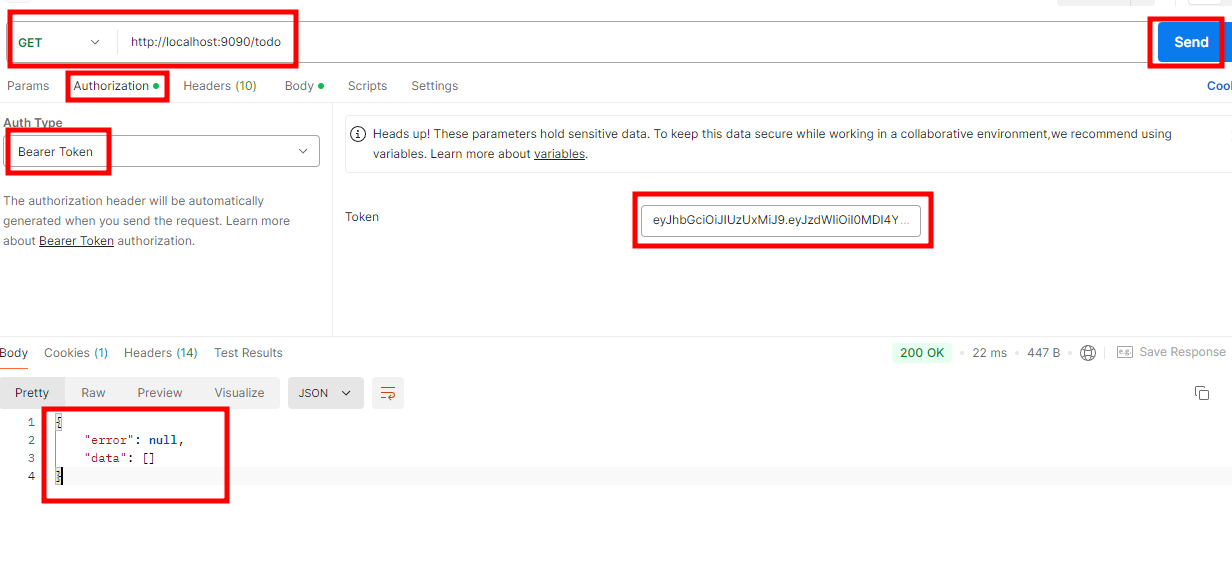 GET http://localhost:9090/todo Send
Params Authorization Headers (10) Body Scripts Settings
Auth Type
Bearer Token
The authorization header will be automatically
generated when you send the request. Learn more
about Bearer Token authorization.
Heads up! These parameters hold sensitive data. To keep this data secure while working in a collaborative environment,we recommend using
variables. Learn more about variables.
Token
Body Cookies (1) Headers (14) Test Results 200 OK 22 ms 447 B e.g. Save Response
Pretty Raw Preview Visualize JSON
1 {
2 "error": null,
3 "data": []
4 }